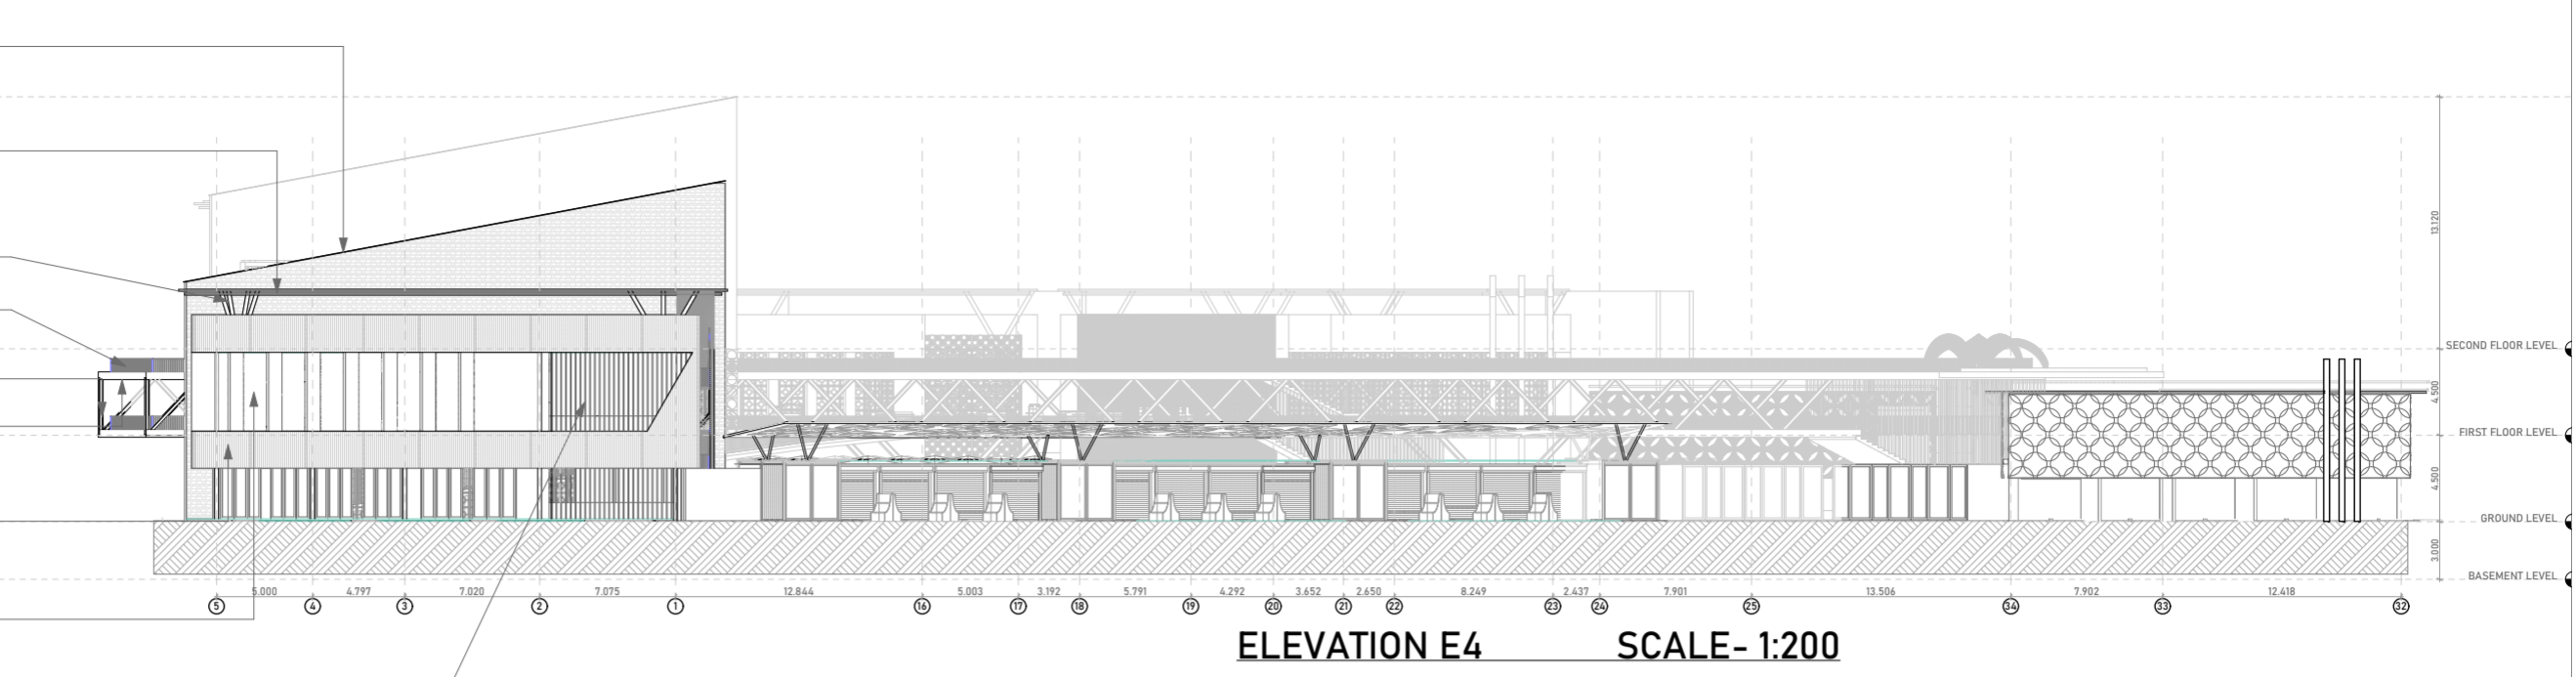 13.120
SECOND FLOOR LEVEL
4.500
FIRST FLOOR LEVEL
4.500
GROUND LEVEL
3.000
BASEMENT LEVEL
5.000 4.797 7.020 7.075 12.844 5.003 3.192 5.791 4.292 3.652 2.650 8.249 2.437 7.901 13.506 7.902 12.418
5 4 3 2 1 16 17 18 19 20 21 22 23 24 25 34 33 32
ELEVATION E4 SCALE- 1:200